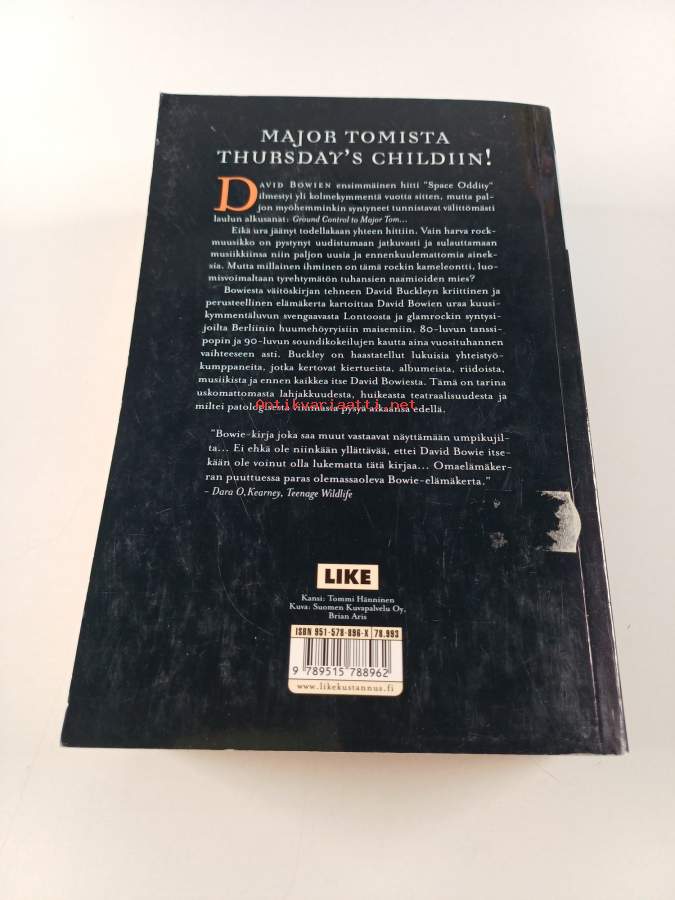 MAJOR TOMISTA
THURSDAY'S CHILDIIN!
DAVID BOWIEN ensimmäinen hitti "Space Oddity"
ilmestyi yli kolmekymmentä vuotta sitten, mutta pal-
jon myöhemminkin syntyneet tunnistavat välittömästi
laulun alkusanat: Ground Control to Major Tom...
Eikä ura jäänyt todellakaan yhteen hittiin. Vain harva rock-
muusikko on pystynyt uudistumaan jatkuvasti ja sulauttamaan
musiikkiinsa niin paljon uusia ja ennenkuulemattomia ainek-
sia. Mutta millainen ihminen on tämä rockin kameleontti, luo-
misvoimaltaan tyrehtymätön tuhansien naamioiden mies?
Bowiesta väitöskirjan tehneen David Buckleyn kriittinen ja
perusteellinen elämäkerta kartoittaa David Bowien uraa kuusi-
kymmentäluvun svengaavasta Lontoosta ja glamrockin syntysi-
joilta Berliinin huumehöyryisiin maisemiin, 80-luvun tanssi-
popin ja 90-luvun soundikokeilujen kautta aina vuosituhannen
vaihteeseen asti. Buckley on haastatellut lukuisia yhteistyö-
kumppaneita, jotka kertovat kiertueista, albumeista, riidoista,
musiikista ja ennen kaikkea itse David Bowiesta. Tämä on tarina
uskomattomasta lahjakkuudesta, huikeasta teatraalisuudesta ja
miltei patologisesta vimmasta pysyä aikaansa edellä.
Antikvariaatti.net
"Bowie-kirja joka saa muut vastaavat näyttämään umpikujil-
ta... Ei ehkä ole niinkään yllättävää, ettei David Bowie itse-
kään ole voinut olla lukematta tätä kirjaa... Omaelämäker-
ran puuttuessa paras olemassaoleva Bowie-elämäkerta."
– Dara O,Kearney, Teenage Wildlife
LIKE
Kansi: Tommi Hänninen
Kuva: Suomen Kuvapalvelu Oy,
Brian Aris
ISBN 951-578-896-X 78.993
9 789515 788962
www.likekustannus.fi